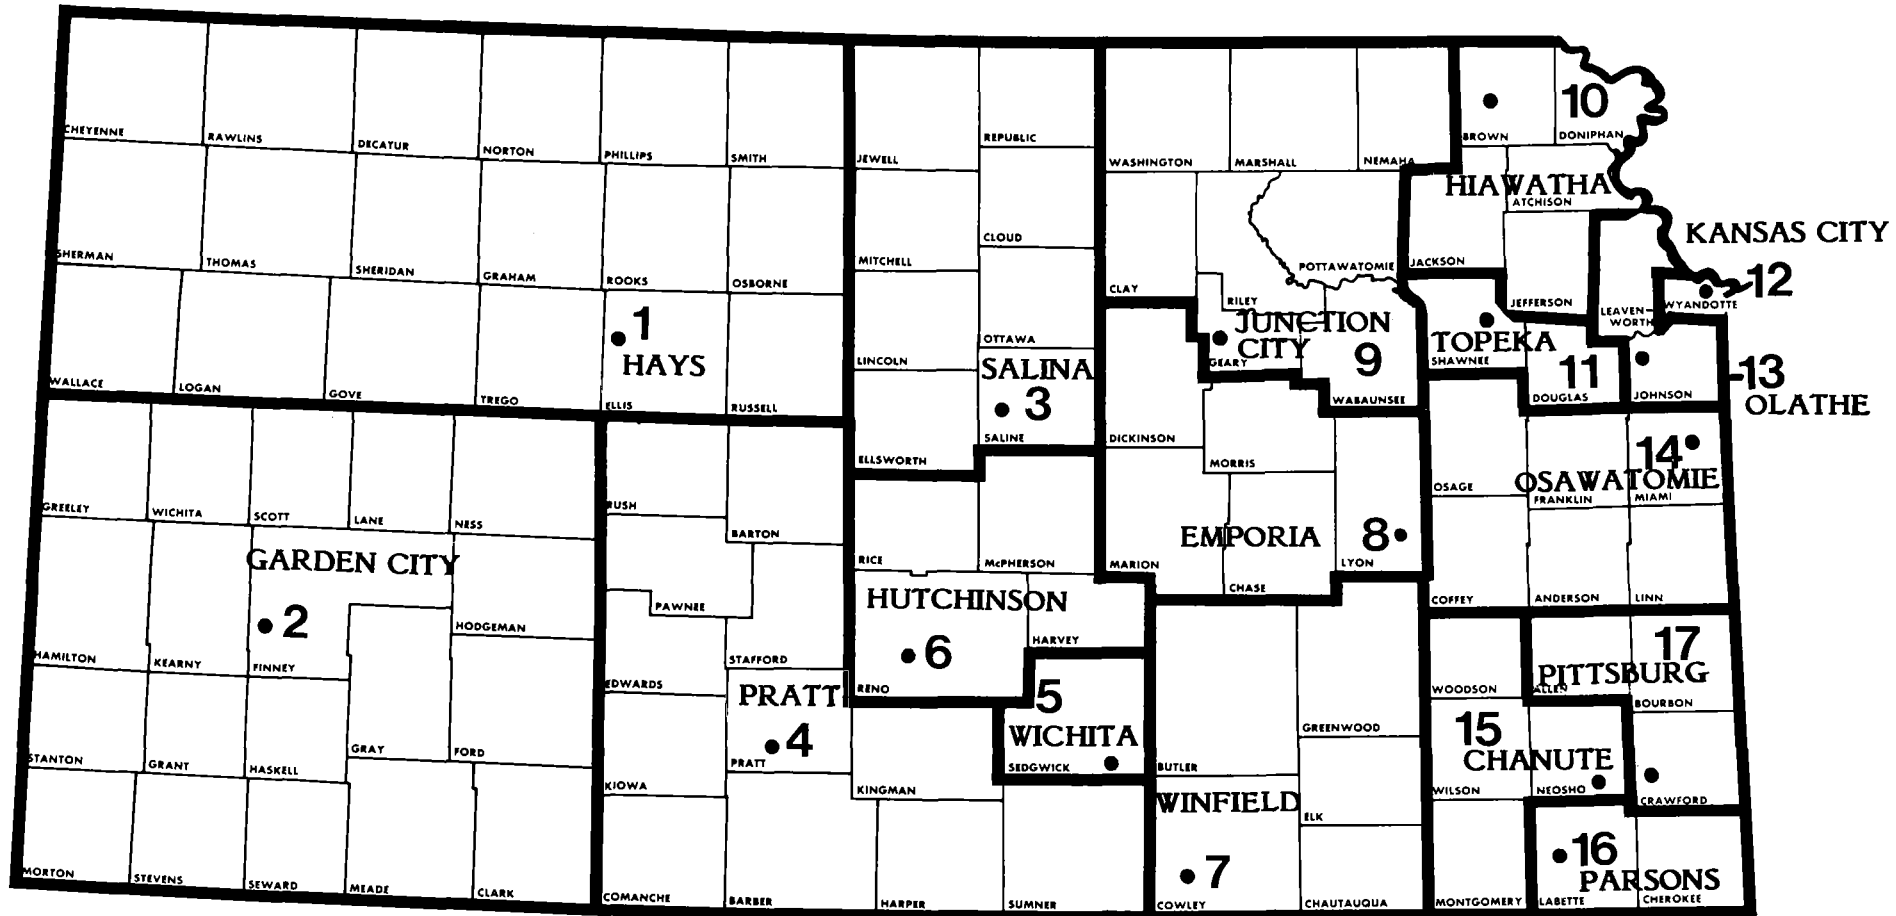 10
CHEYENNE
RAWLINS
DECATUR
NORTON
PHILLIPS
SMITH
JEWELL
REPUBLIC
WASHINGTON
MARSHALL
NEMAHA
BROWN
DONIPHAN
HIAWATHA
ATCHISON
KANSAS CITY
12
SHERMAN
THOMAS
SHERIDAN
GRAHAM
ROOKS
OSBORNE
MITCHELL
CLOUD
CLAY
RILEY
POTTAWATOMIE
JACKSON
JEFFERSON
LEAVEN-
WORTH
WYANDOTTE
1
HAYS
WALLACE
LOGAN
GOVE
TREGO
ELLIS
RUSSELL
LINCOLN
OTTAWA
SALINA
3
SALINE
ELLSWORTH
JUNCTION
CITY
GEARY
9
WABAUNSEE
TOPEKA
SHAWNEE
11
DOUGLAS
JOHNSON
13
OLATHE
DICKINSON
MORRIS
14
OSAWATOMIE
OSAGE
FRANKLIN
MIAMI
GREELEY
WICHITA
SCOTT
LANE
NESS
RUSH
BARTON
RICE
McPHERSON
MARION
EMPORIA
8
CHASE
LYON
COFFEY
ANDERSON
LINN
GARDEN CITY
2
HAMILTON
KEARNY
FINNEY
HODGEMAN
PAWNEE
STAFFORD
EDWARDS
HUTCHINSON
6
HARVEY
RENO
PRATT
4
PRATT
5
WICHITA
SEDGWICK
BUTLER
GREENWOOD
WOODSON
ALLEN
17
PITTSBURG
BOURBON
15
CHANUTE
WILSON
NEOSHO
CRAWFORD
STANTON
GRANT
HASKELL
GRAY
FORD
KIOWA
KINGMAN
WINFIELD
ELK
7
16
PARSONS
MORTON
STEVENS
SEWARD
MEADE
CLARK
COMANCHE
BARBER
HARPER
SUMNER
COWLEY
CHAUTAUQUA
MONTGOMERY
LABETTE
CHEROKEE